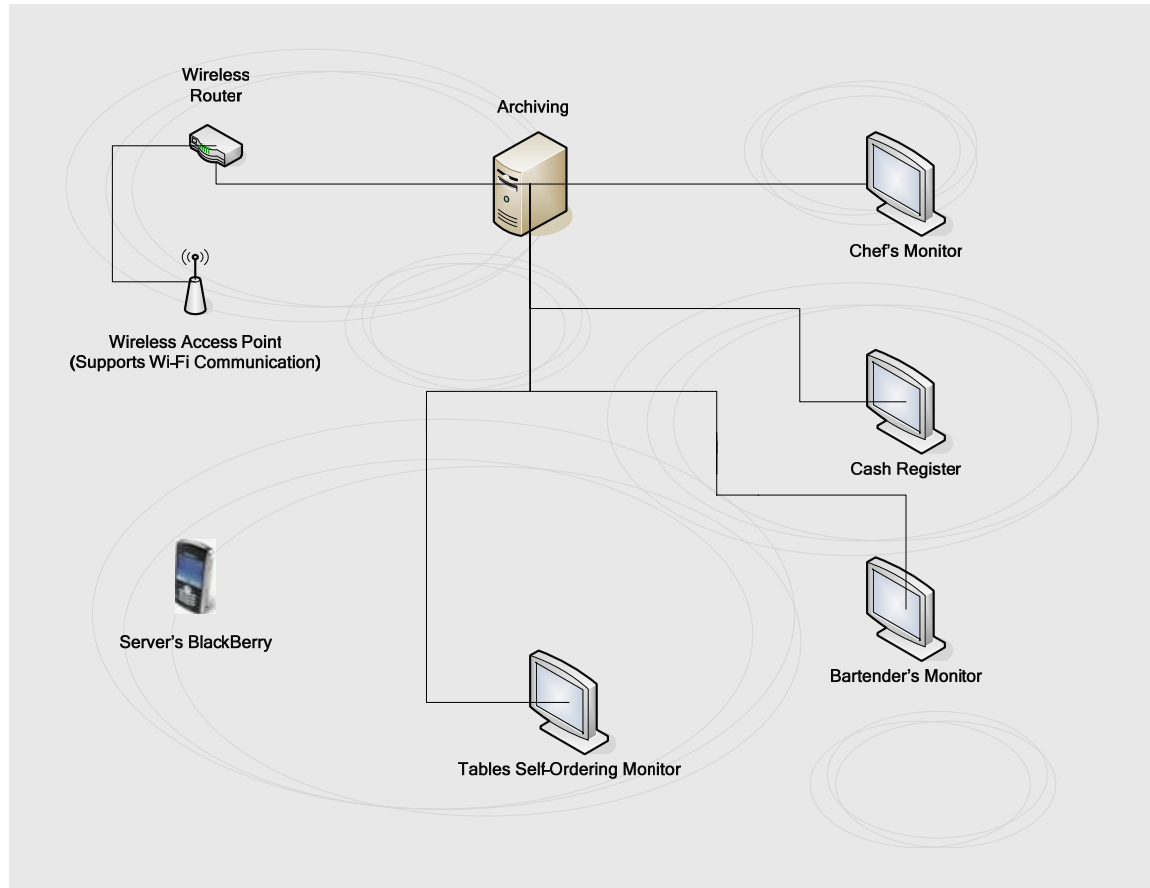 Wireless
Router
Archiving
Chef's Monitor
Wireless Access Point
(Supports Wi-Fi Communication)
Cash Register
Server's BlackBerry
Bartender's Monitor
Tables Self-Ordering Monitor